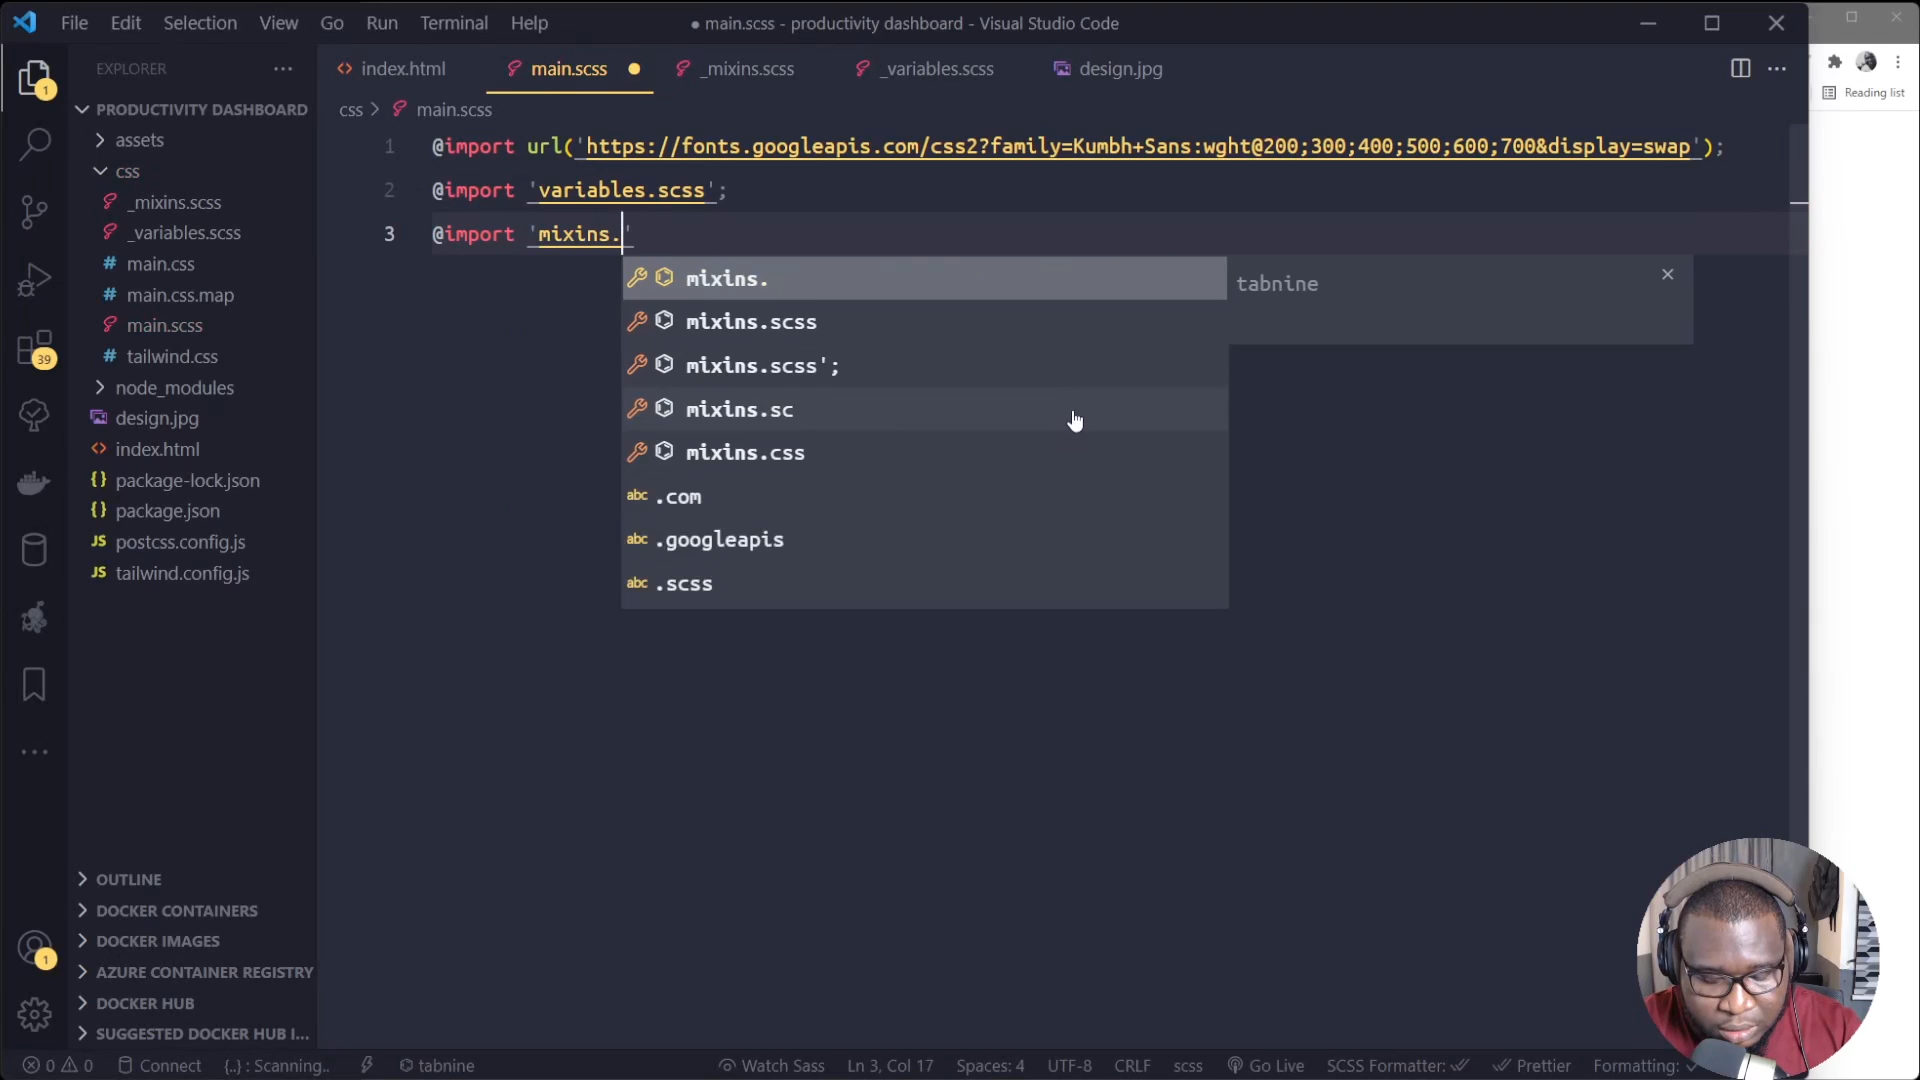 File Edit Selection View Go Run Terminal Help
● main.scss - productivity dashboard - Visual Studio Code
EXPLORER
index.html
main.scss
_mixins.scss
_variables.scss
design.jpg
Reading list
PRODUCTIVITY DASHBOARD
css > main.scss
assets
css
_mixins.scss
_variables.scss
main.css
main.css.map
main.scss
tailwind.css
node_modules
design.jpg
index.html
package-lock.json
package.json
postcss.config.js
tailwind.config.js
1 @import url('https://fonts.googleapis.com/css2?family=Kumbh+Sans:wght@200;300;400;500;600;700&display=swap');
2 @import 'variables.scss';
3 @import 'mixins.'
mixins.
tabnine
mixins.scss
mixins.scss';
mixins.sc
mixins.css
abc .com
abc .googleapis
abc .scss
1
39
1
OUTLINE
DOCKER CONTAINERS
DOCKER IMAGES
AZURE CONTAINER REGISTRY
DOCKER HUB
SUGGESTED DOCKER HUB I...
0 0 Connect {..} : Scanning.. tabnine Watch Sass Ln 3, Col 17 Spaces: 4 UTF-8 CRLF scss Go Live SCSS Formatter: Prettier Formatting: